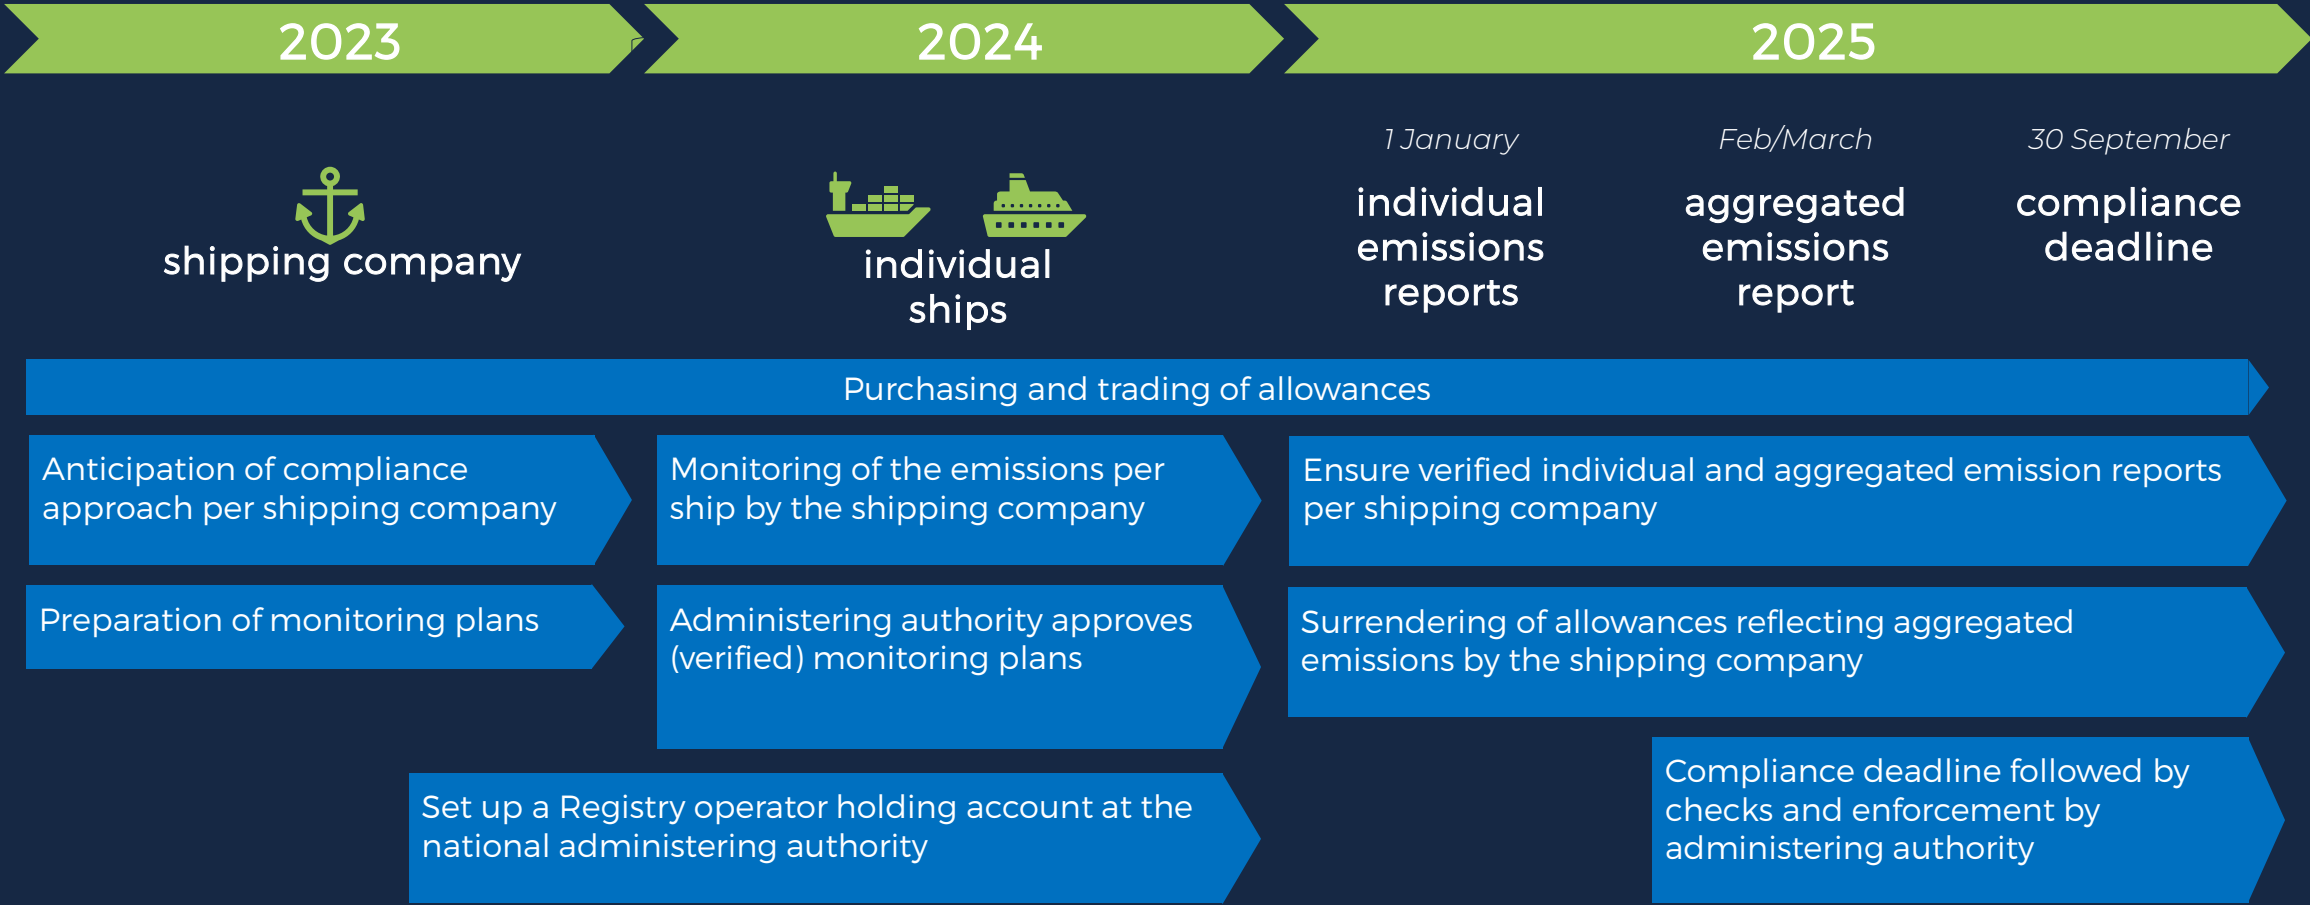 2023
2024
2025
shipping company
individual
ships
1 January
individual
emissions
reports
Feb/March
aggregated
emissions
report
30 September
compliance
deadline
Purchasing and trading of allowances
Anticipation of compliance
approach per shipping company
Monitoring of the emissions per
ship by the shipping company
Ensure verified individual and aggregated emission reports
per shipping company
Preparation of monitoring plans
Administering authority approves
(verified) monitoring plans
Surrendering of allowances reflecting aggregated
emissions by the shipping company
Set up a Registry operator holding account at the
national administering authority
Compliance deadline followed by
checks and enforcement by
administering authority